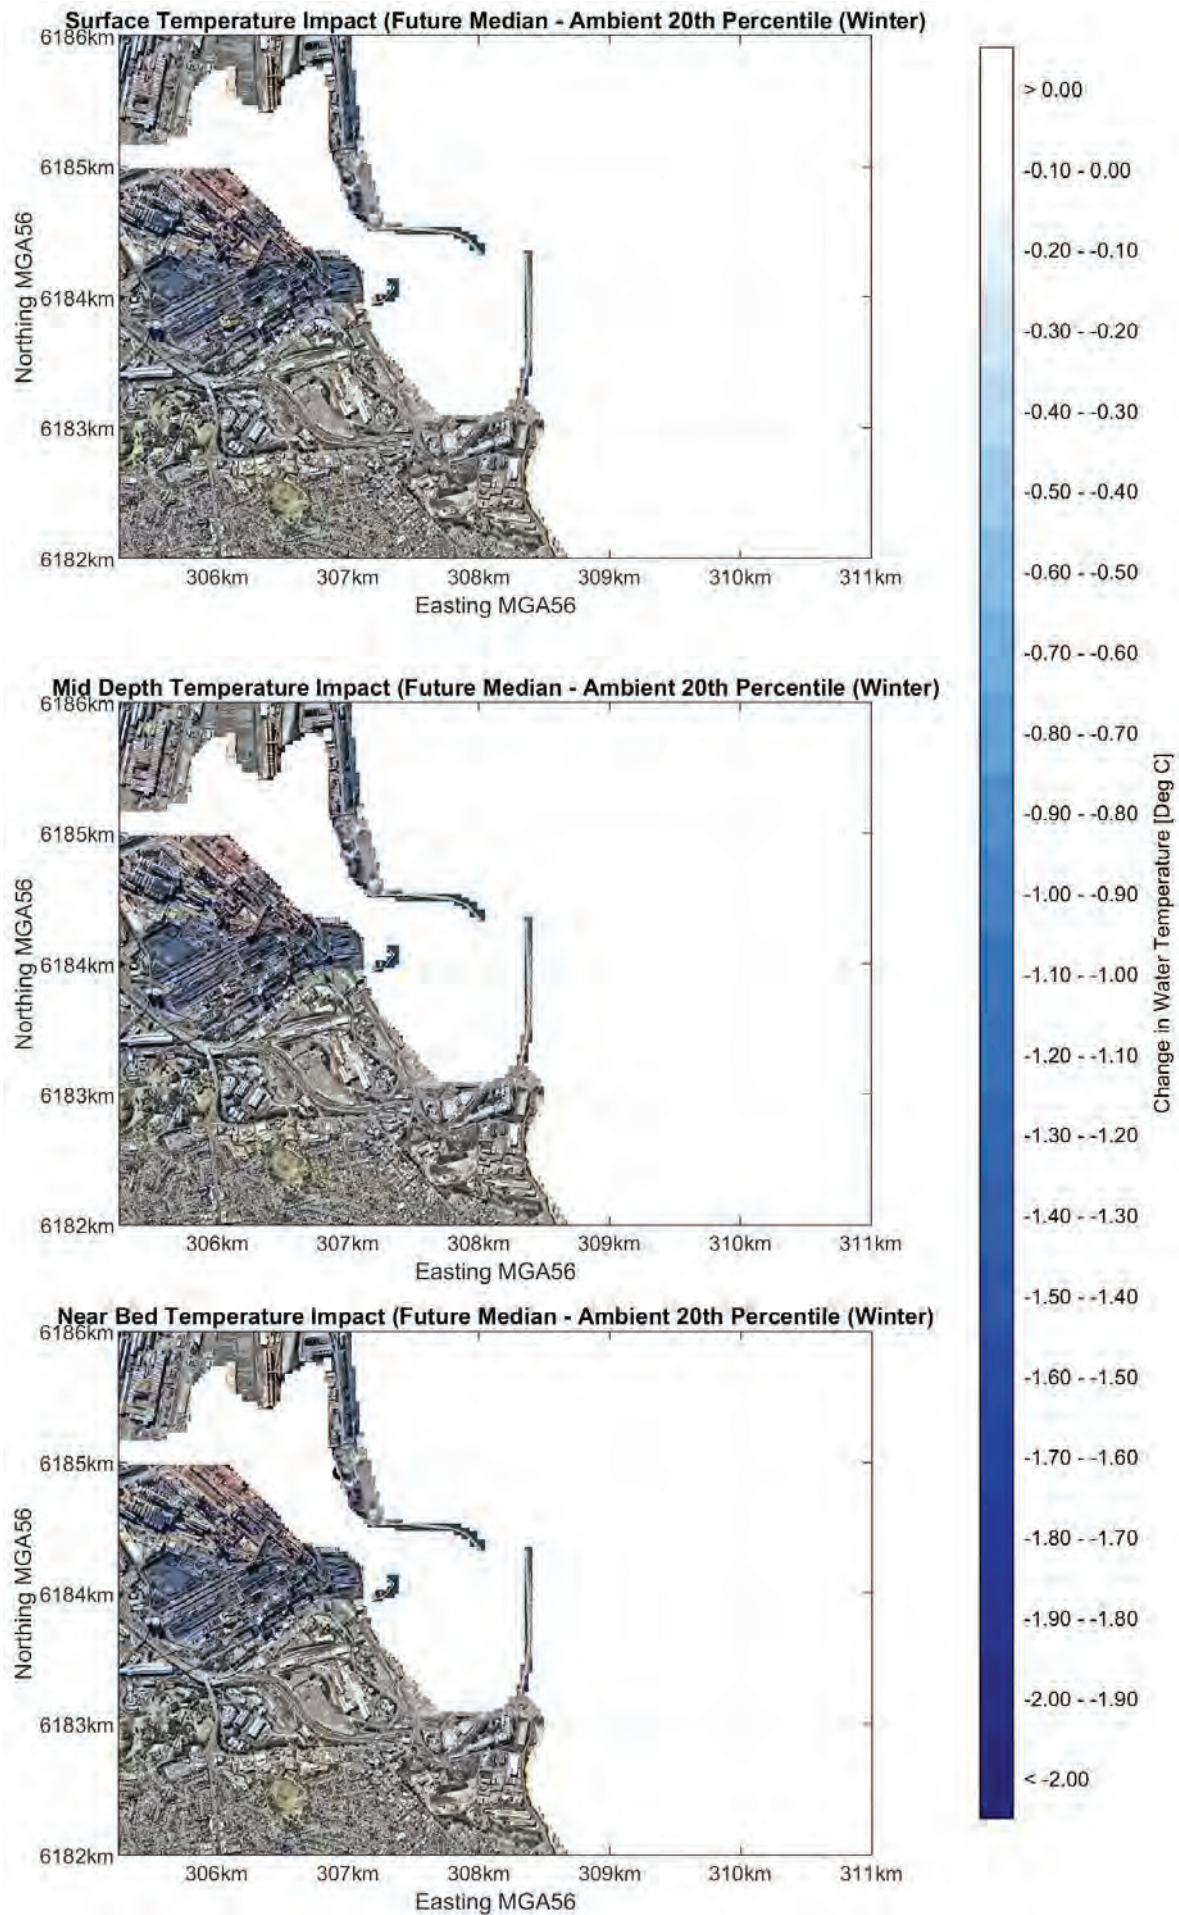 Surface Temperature Impact (Future Median - Ambient 20th Percentile (Winter)
6186km
6185km
6184km
6183km
6182km
Northing MGA56
306km 307km 308km 309km 310km 311km
Easting MGA56
Mid Depth Temperature Impact (Future Median - Ambient 20th Percentile (Winter)
6186km
6185km
6184km
6183km
6182km
Northing MGA56
306km 307km 308km 309km 310km 311km
Easting MGA56
Near Bed Temperature Impact (Future Median - Ambient 20th Percentile (Winter)
6186km
6185km
6184km
6183km
6182km
Northing MGA56
306km 307km 308km 309km 310km 311km
Easting MGA56
> 0.00
-0.10 - 0.00
-0.20 - -0.10
-0.30 - -0.20
-0.40 - -0.30
-0.50 - -0.40
-0.60 - -0.50
-0.70 - -0.60
-0.80 - -0.70
-0.90 - -0.80
-1.00 - -0.90
-1.10 - -1.00
-1.20 - -1.10
-1.30 - -1.20
-1.40 - -1.30
-1.50 - -1.40
-1.60 - -1.50
-1.70 - -1.60
-1.80 - -1.70
-1.90 - -1.80
-2.00 - -1.90
< -2.00
Change in Water Temperature [Deg C]